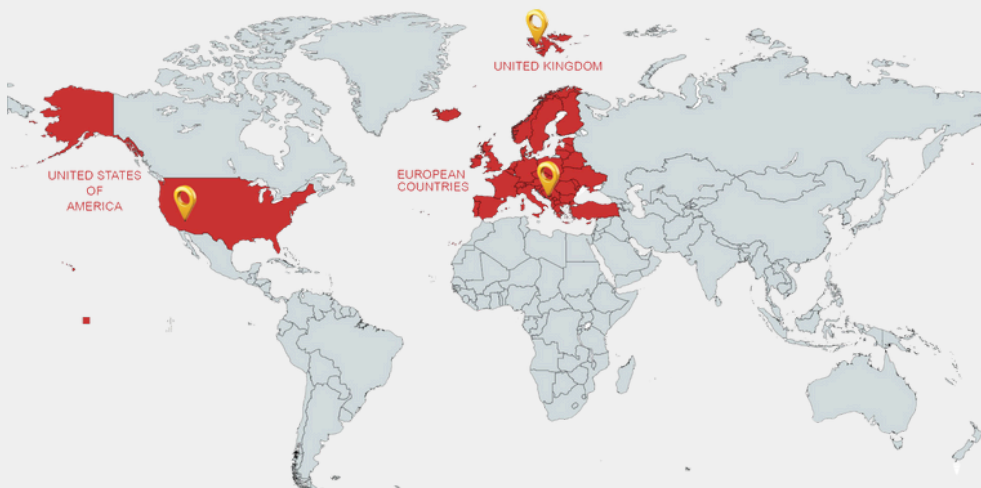 UNITED KINGDOM
EUROPEAN
COUNTRIES
UNITED STATES
OF
AMERICA